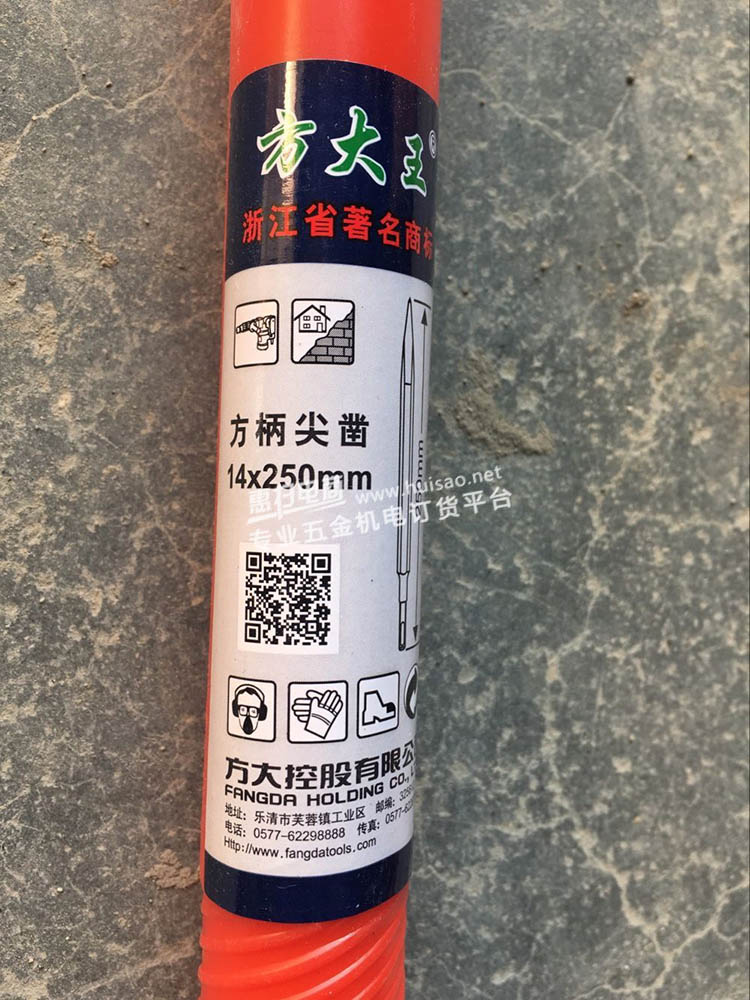 方大王®
浙江省著名商标
方柄尖凿
14x250mm
惠扫电商 www.huisao.net
专业五金机电订货平台
方大控股有限公
FANGDA HOLDING CO.,
地址: 乐清市芙蓉镇工业区 邮编:
电话: 0577-62298888 传真: 0577-62
Http://www.fangdatools.com